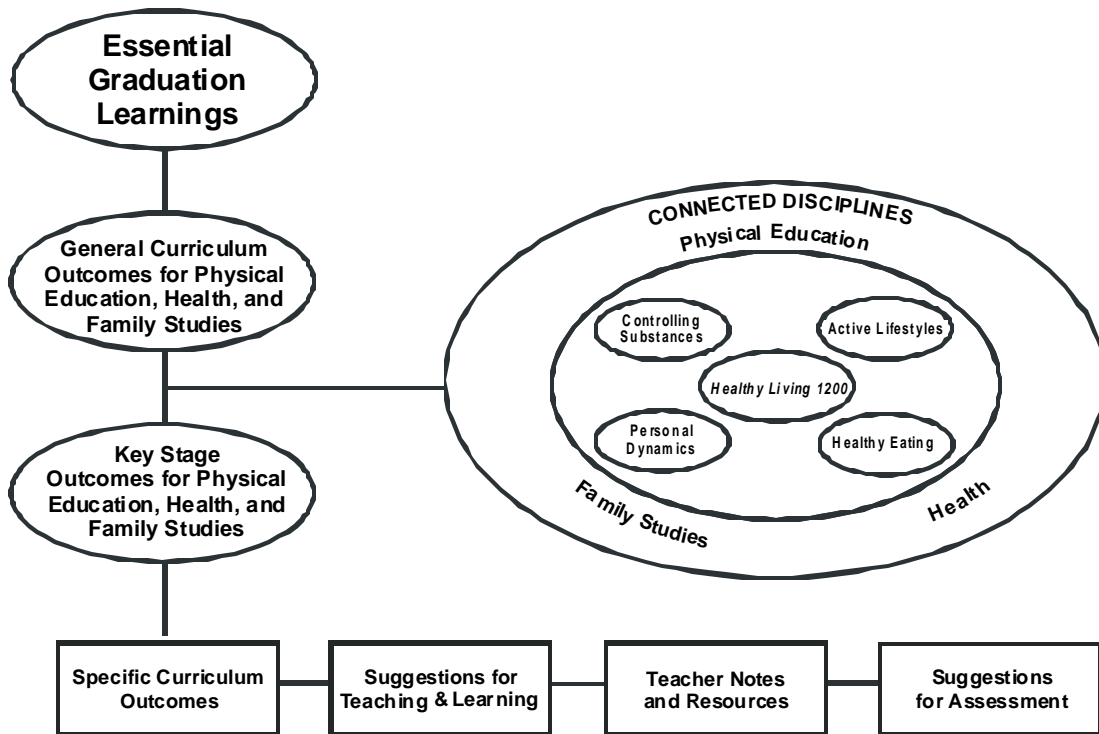 Essential
Graduation
Learnings
General Curriculum
Outcomes for Physical
Education, Health, and
Family Studies
Key Stage
Outcomes for Physical
Education, Health, and
Family Studies
CONNECTED DISCIPLINES
Physical Education
Controlling
Substances
Active Lifestyles
Healthy Living 1200
Personal
Dynamics
Healthy Eating
Family Studies
Health
Specific Curriculum
Outcomes
Suggestions for
Teaching & Learning
Teacher Notes
and Resources
Suggestions
for Assessment